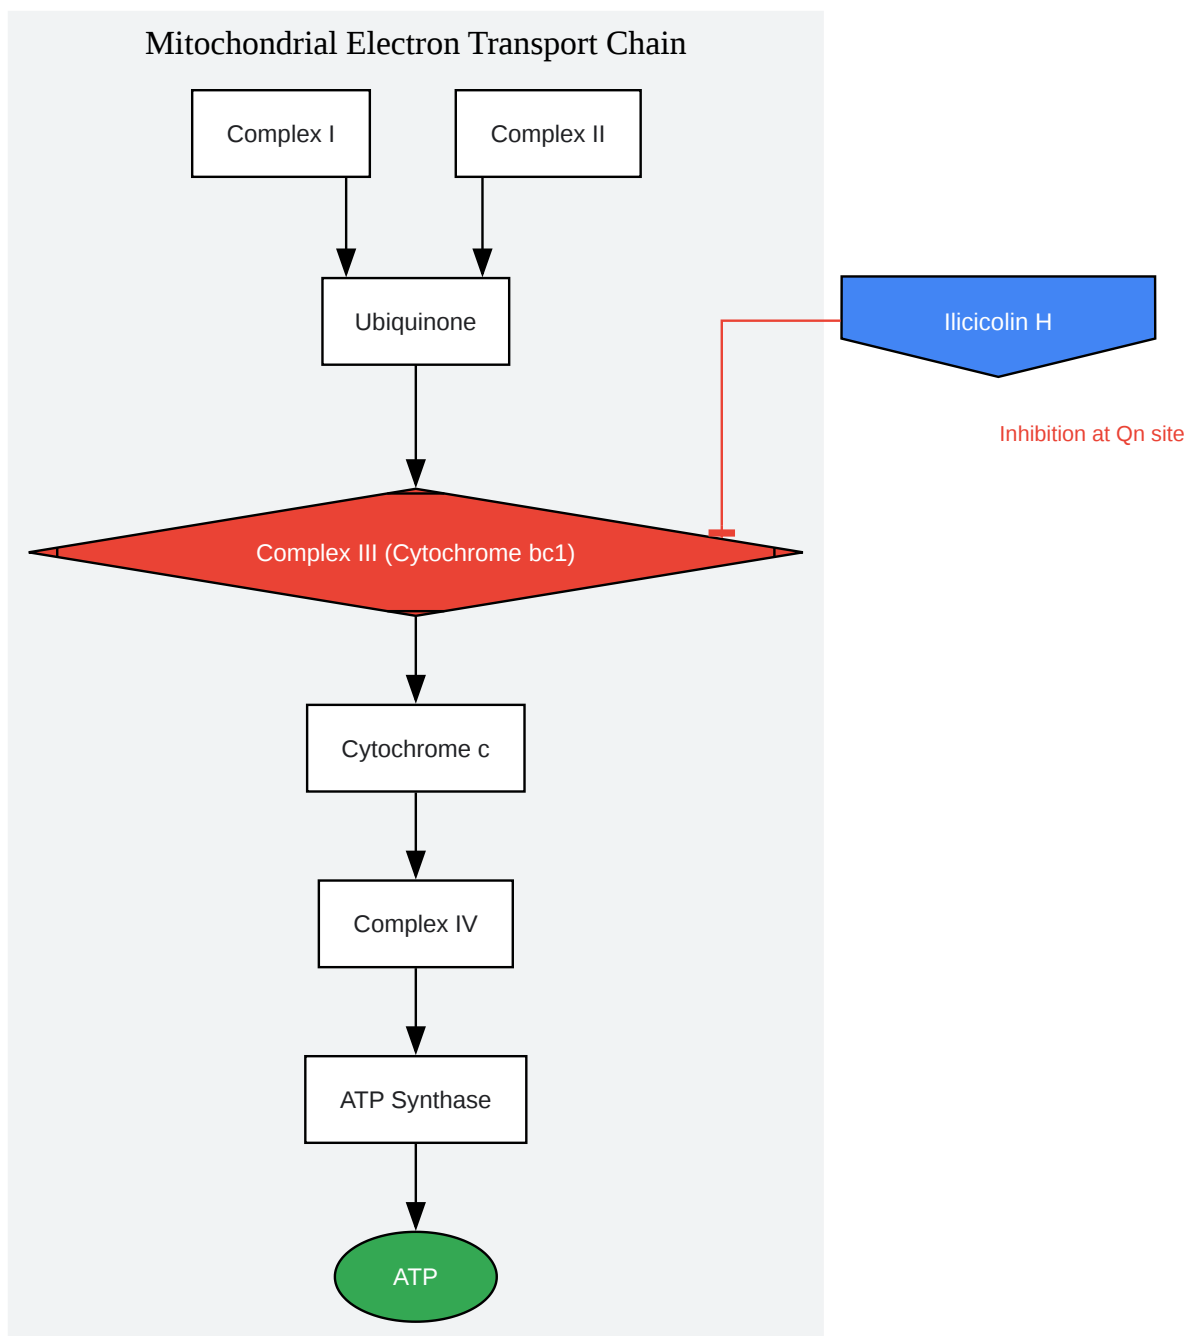 Mitochondrial Electron Transport Chain
Complex I
Complex II
Ubiquinone
Ilicicolin H
Inhibition at Qn site
Complex III (Cytochrome bc1)
Cytochrome c
Complex IV
ATP Synthase
ATP